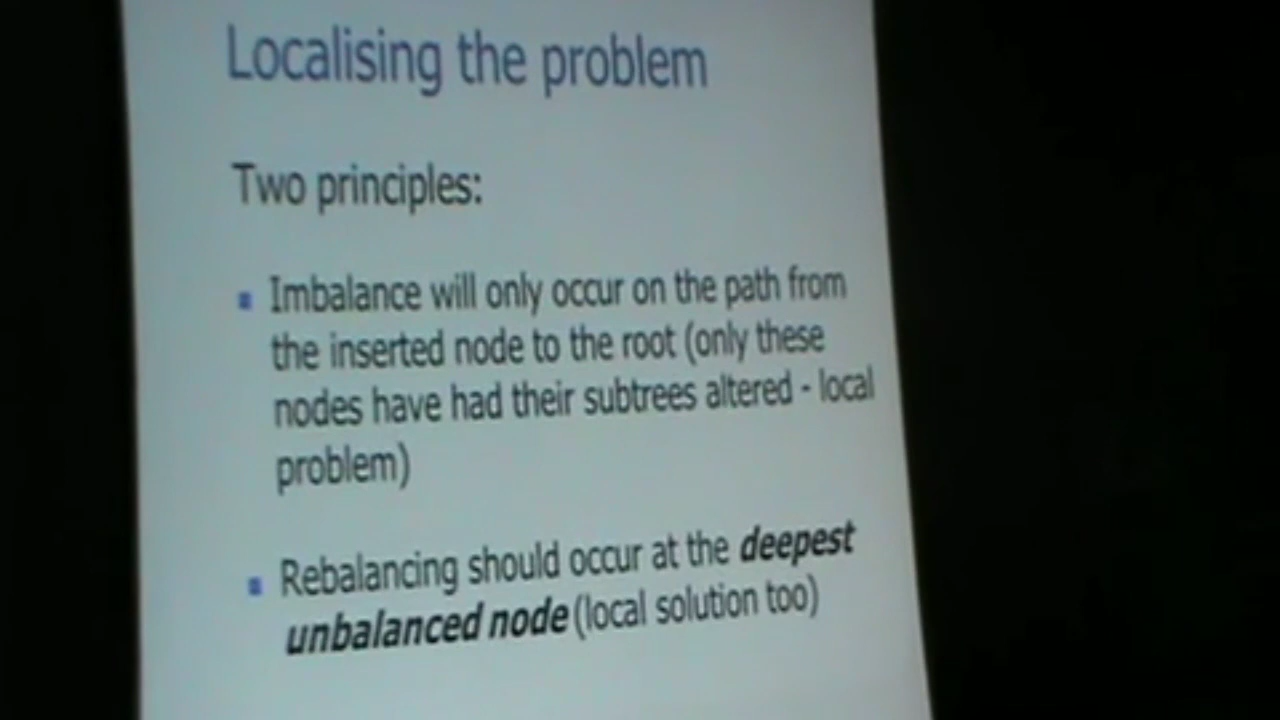 Localising the problem
Two principles:
Imbalance will only occur on the path from
the inserted node to the root (only these
nodes have had their subtrees altered - local
problem)
Rebalancing should occur at the deepest
unbalanced node (local solution too)